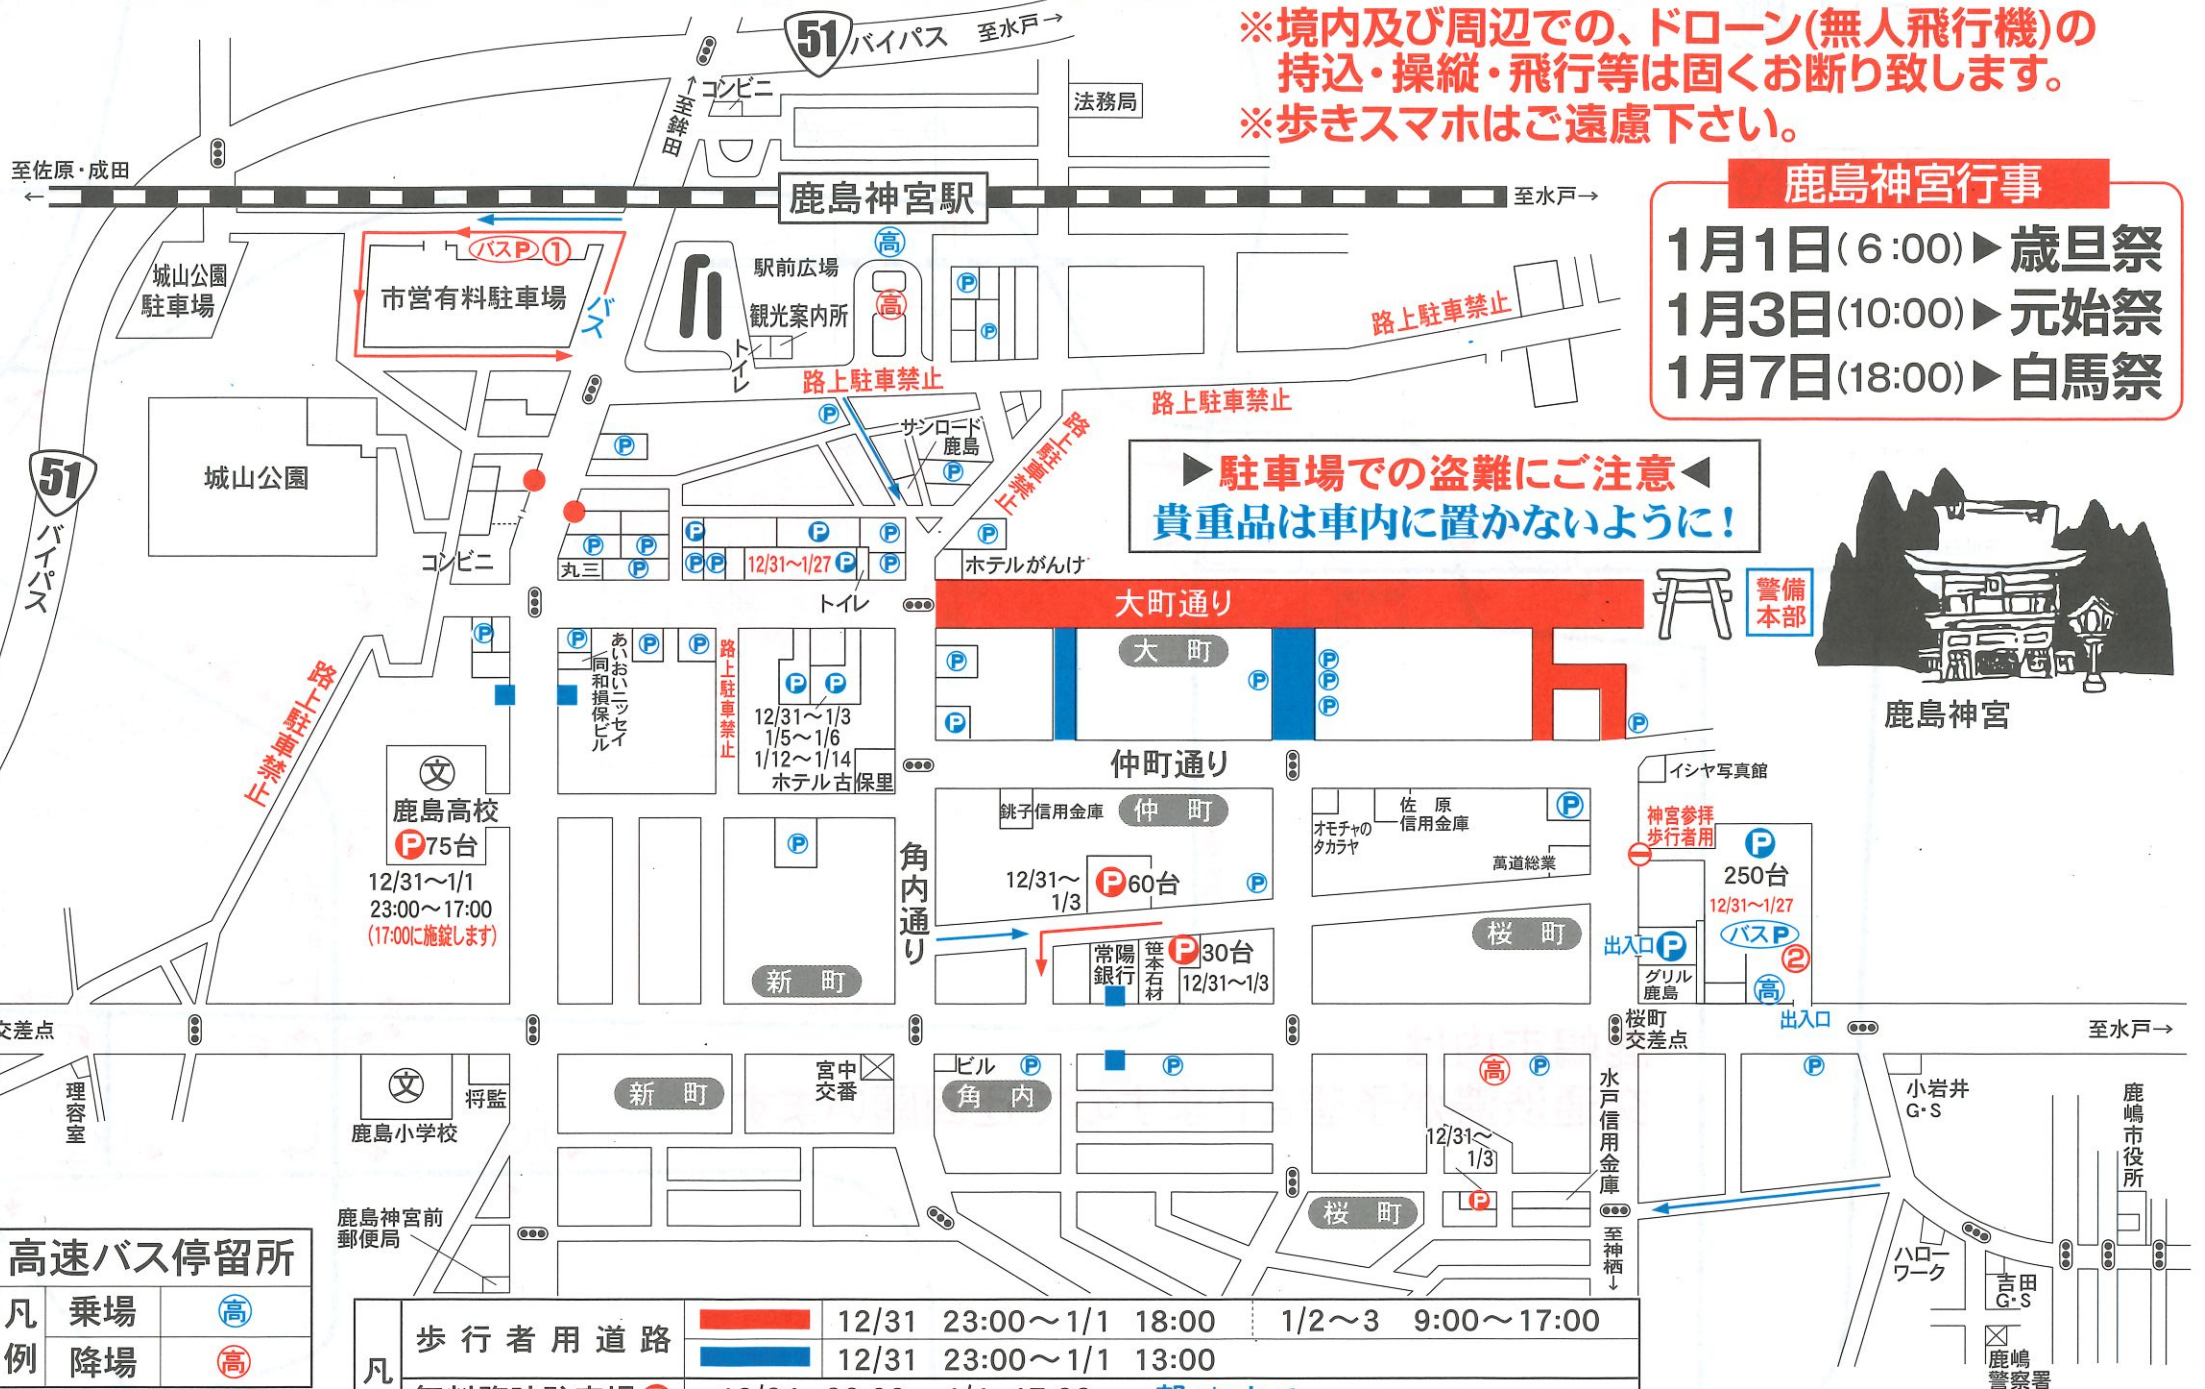 ※境内及び周辺での、ドローン(無人飛行機)の
持込・操縦・飛行等は固くお断り致します。
※歩きスマホはご遠慮下さい。
51
バイパス
至水戸→
コンビニ
↑至鉾田
法務局
至佐原・成田
←
鹿島神宮駅
至水戸→
鹿島神宮行事
1月1日(6:00)▶歳旦祭
1月3日(10:00)▶元始祭
1月7日(18:00)▶白馬祭
城山公園
駐車場
バスP ①
市営有料駐車場
バス
駅前広場
観光案内所
トイレ
高
高
P
P
路上駐車禁止
路上駐車禁止
路上駐車禁止
路上駐車禁止
P
P
サンロード
鹿島
P
▶駐車場での盗難にご注意◀
貴重品は車内に置かないように!
51
バイパス
城山公園
コンビニ
P
P
丸三
P
P
P
P
P
P
12/31〜1/27
P
P
トイレ
P
ホテルがんけ
大町通り
警備
本部
鹿島神宮
路上駐車禁止
P
P
あいおいニッセイ
同和損保ビル
P
P
路上駐車禁止
P
P
12/31〜1/3
1/5〜1/6
1/12〜1/14
ホテル古保里
P
P
大町
P
P
P
P
P
仲町通り
文
鹿島高校
P75台
12/31〜1/1
23:00〜17:00
(17:00に施錠します)
P
新町
角内通り
銚子信用金庫
仲町
12/31〜
1/3
P60台
P
オモチャの
タカラヤ
佐原
信用金庫
P
萬道総業
桜町
イシヤ写真館
神宮参拝
歩行者用
P
250台
12/31〜1/27
バスP
②
高
出入口
P
グリル
鹿島
出入口
常陽
銀行
笹本石材
P30台
12/31〜1/3
交差点
桜町
交差点
至水戸→
理容室
文
鹿島小学校
将監
新町
宮中
交番
ビル
P
角内
P
高
P
水戸信用金庫
12/31〜
1/3
P
桜町
至神栖↓
P
小岩井
G・S
鹿嶋市役所
ハロー
ワーク
吉田
G・S
鹿嶋
警察署
鹿島神宮前
郵便局
高速バス停留所
凡例
乗場
高
降場
高
凡
歩行者用道路
12/31 23:00〜1/1 18:00
1/2〜3 9:00〜17:00
12/31 23:00〜1/1 13:00